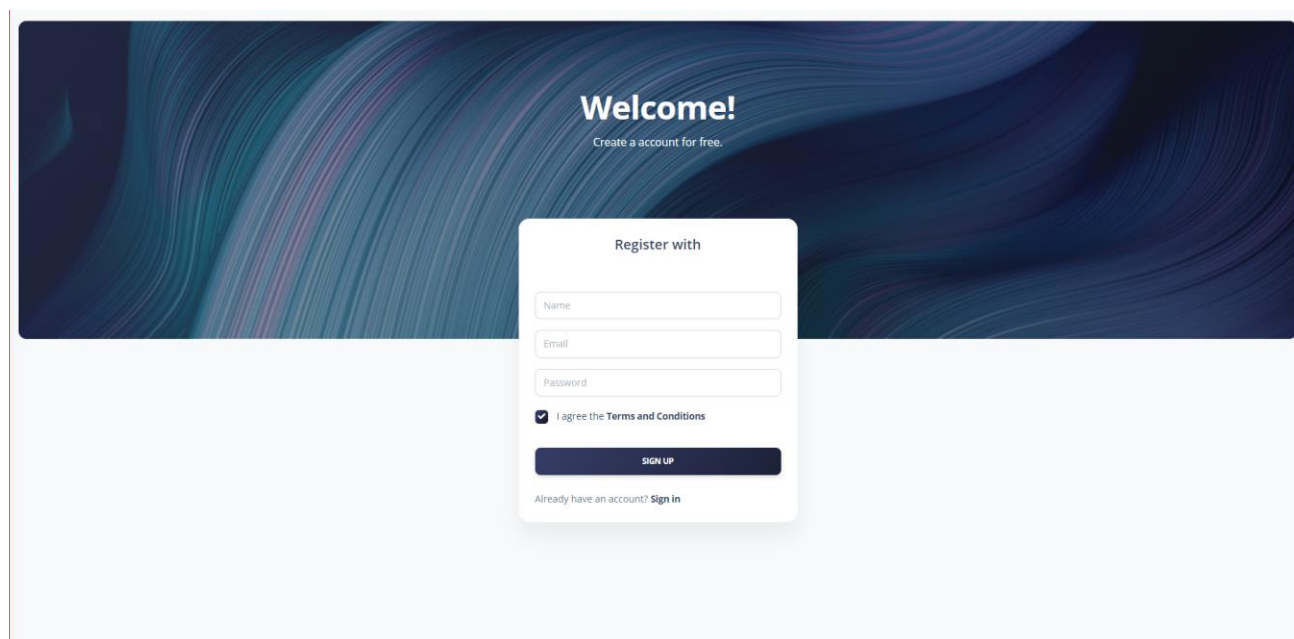 Welcome!
Create a account for free.
Register with
Name
Email
Password
I agree the Terms and Conditions
SIGN UP
Already have an account? Sign in